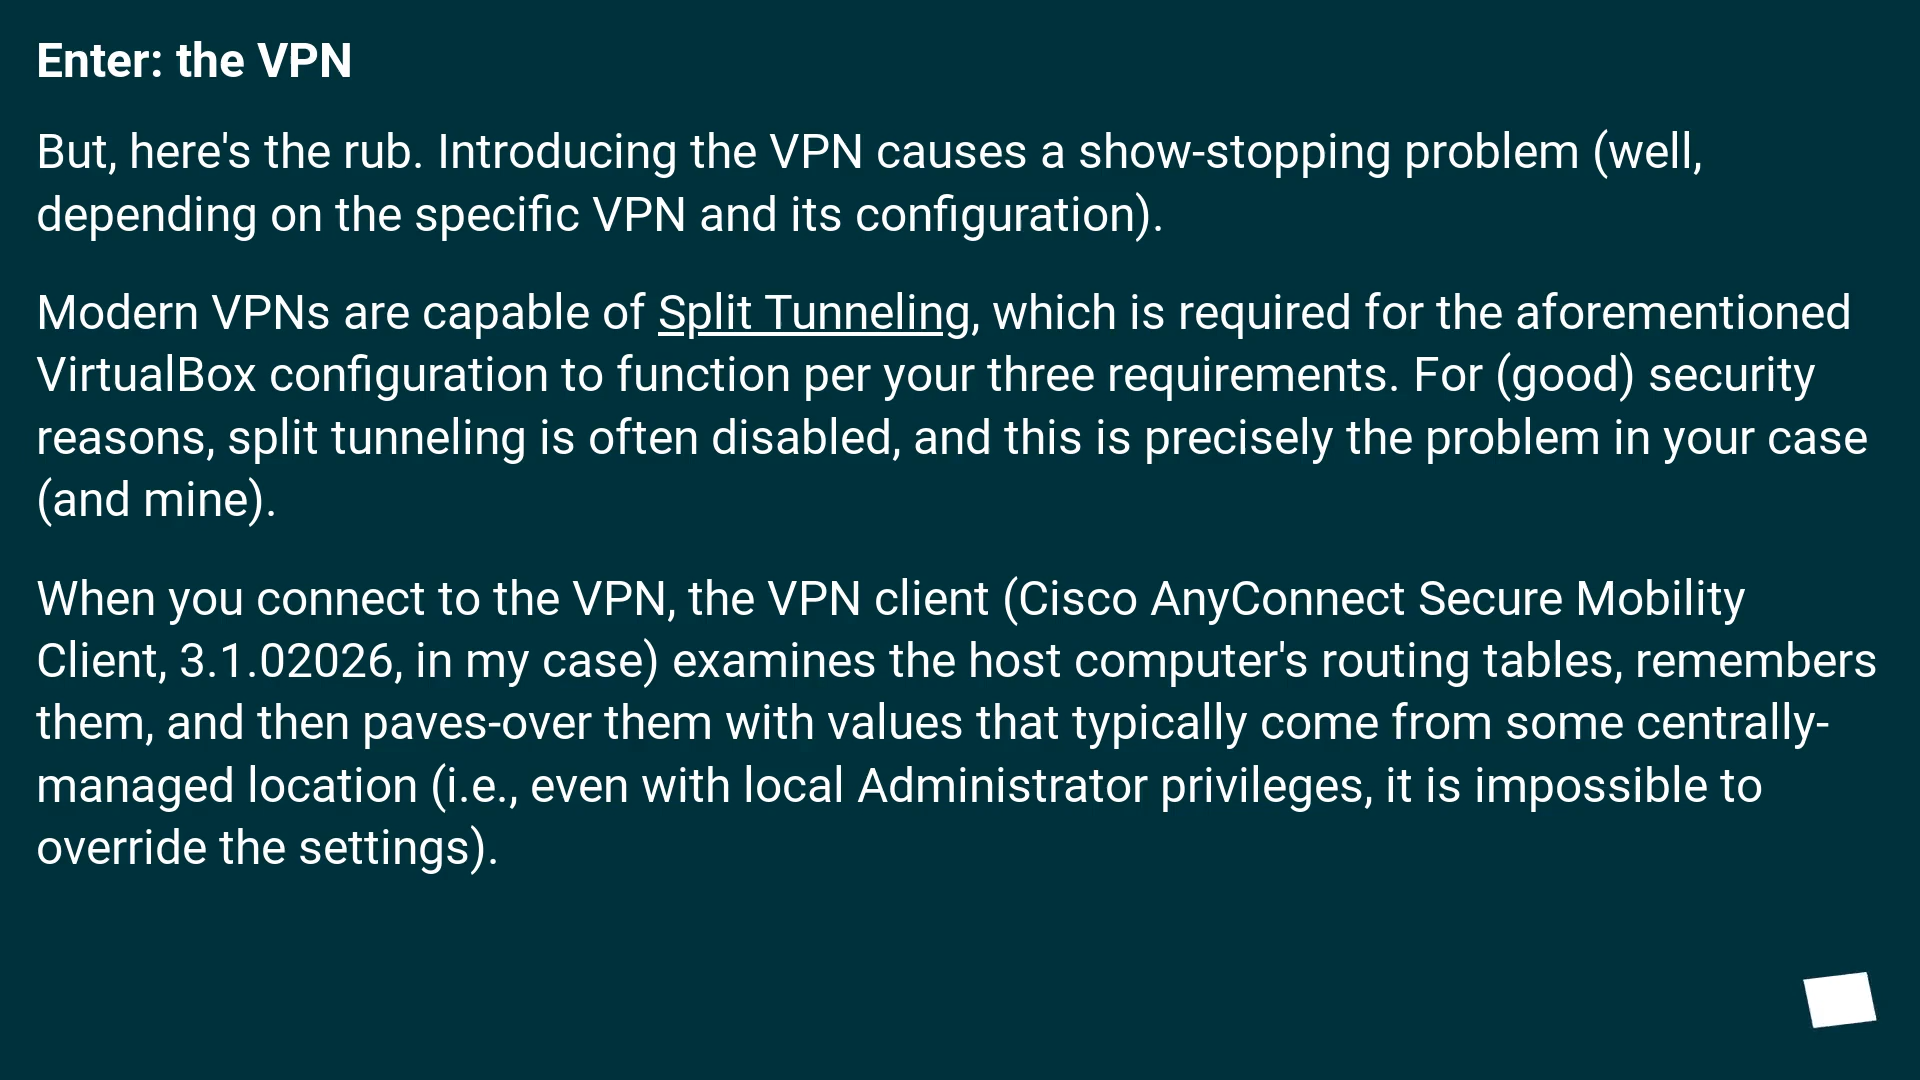 Enter: the VPN
But, here's the rub. Introducing the VPN causes a show-stopping problem (well,
depending on the specific VPN and its configuration).
Modern VPNs are capable of Split Tunneling, which is required for the aforementioned
VirtualBox configuration to function per your three requirements. For (good) security
reasons, split tunneling is often disabled, and this is precisely the problem in your case
(and mine).
When you connect to the VPN, the VPN client (Cisco AnyConnect Secure Mobility
Client, 3.1.02026, in my case) examines the host computer's routing tables, remembers
them, and then paves-over them with values that typically come from some centrally-
managed location (i.e., even with local Administrator privileges, it is impossible to
override the settings).